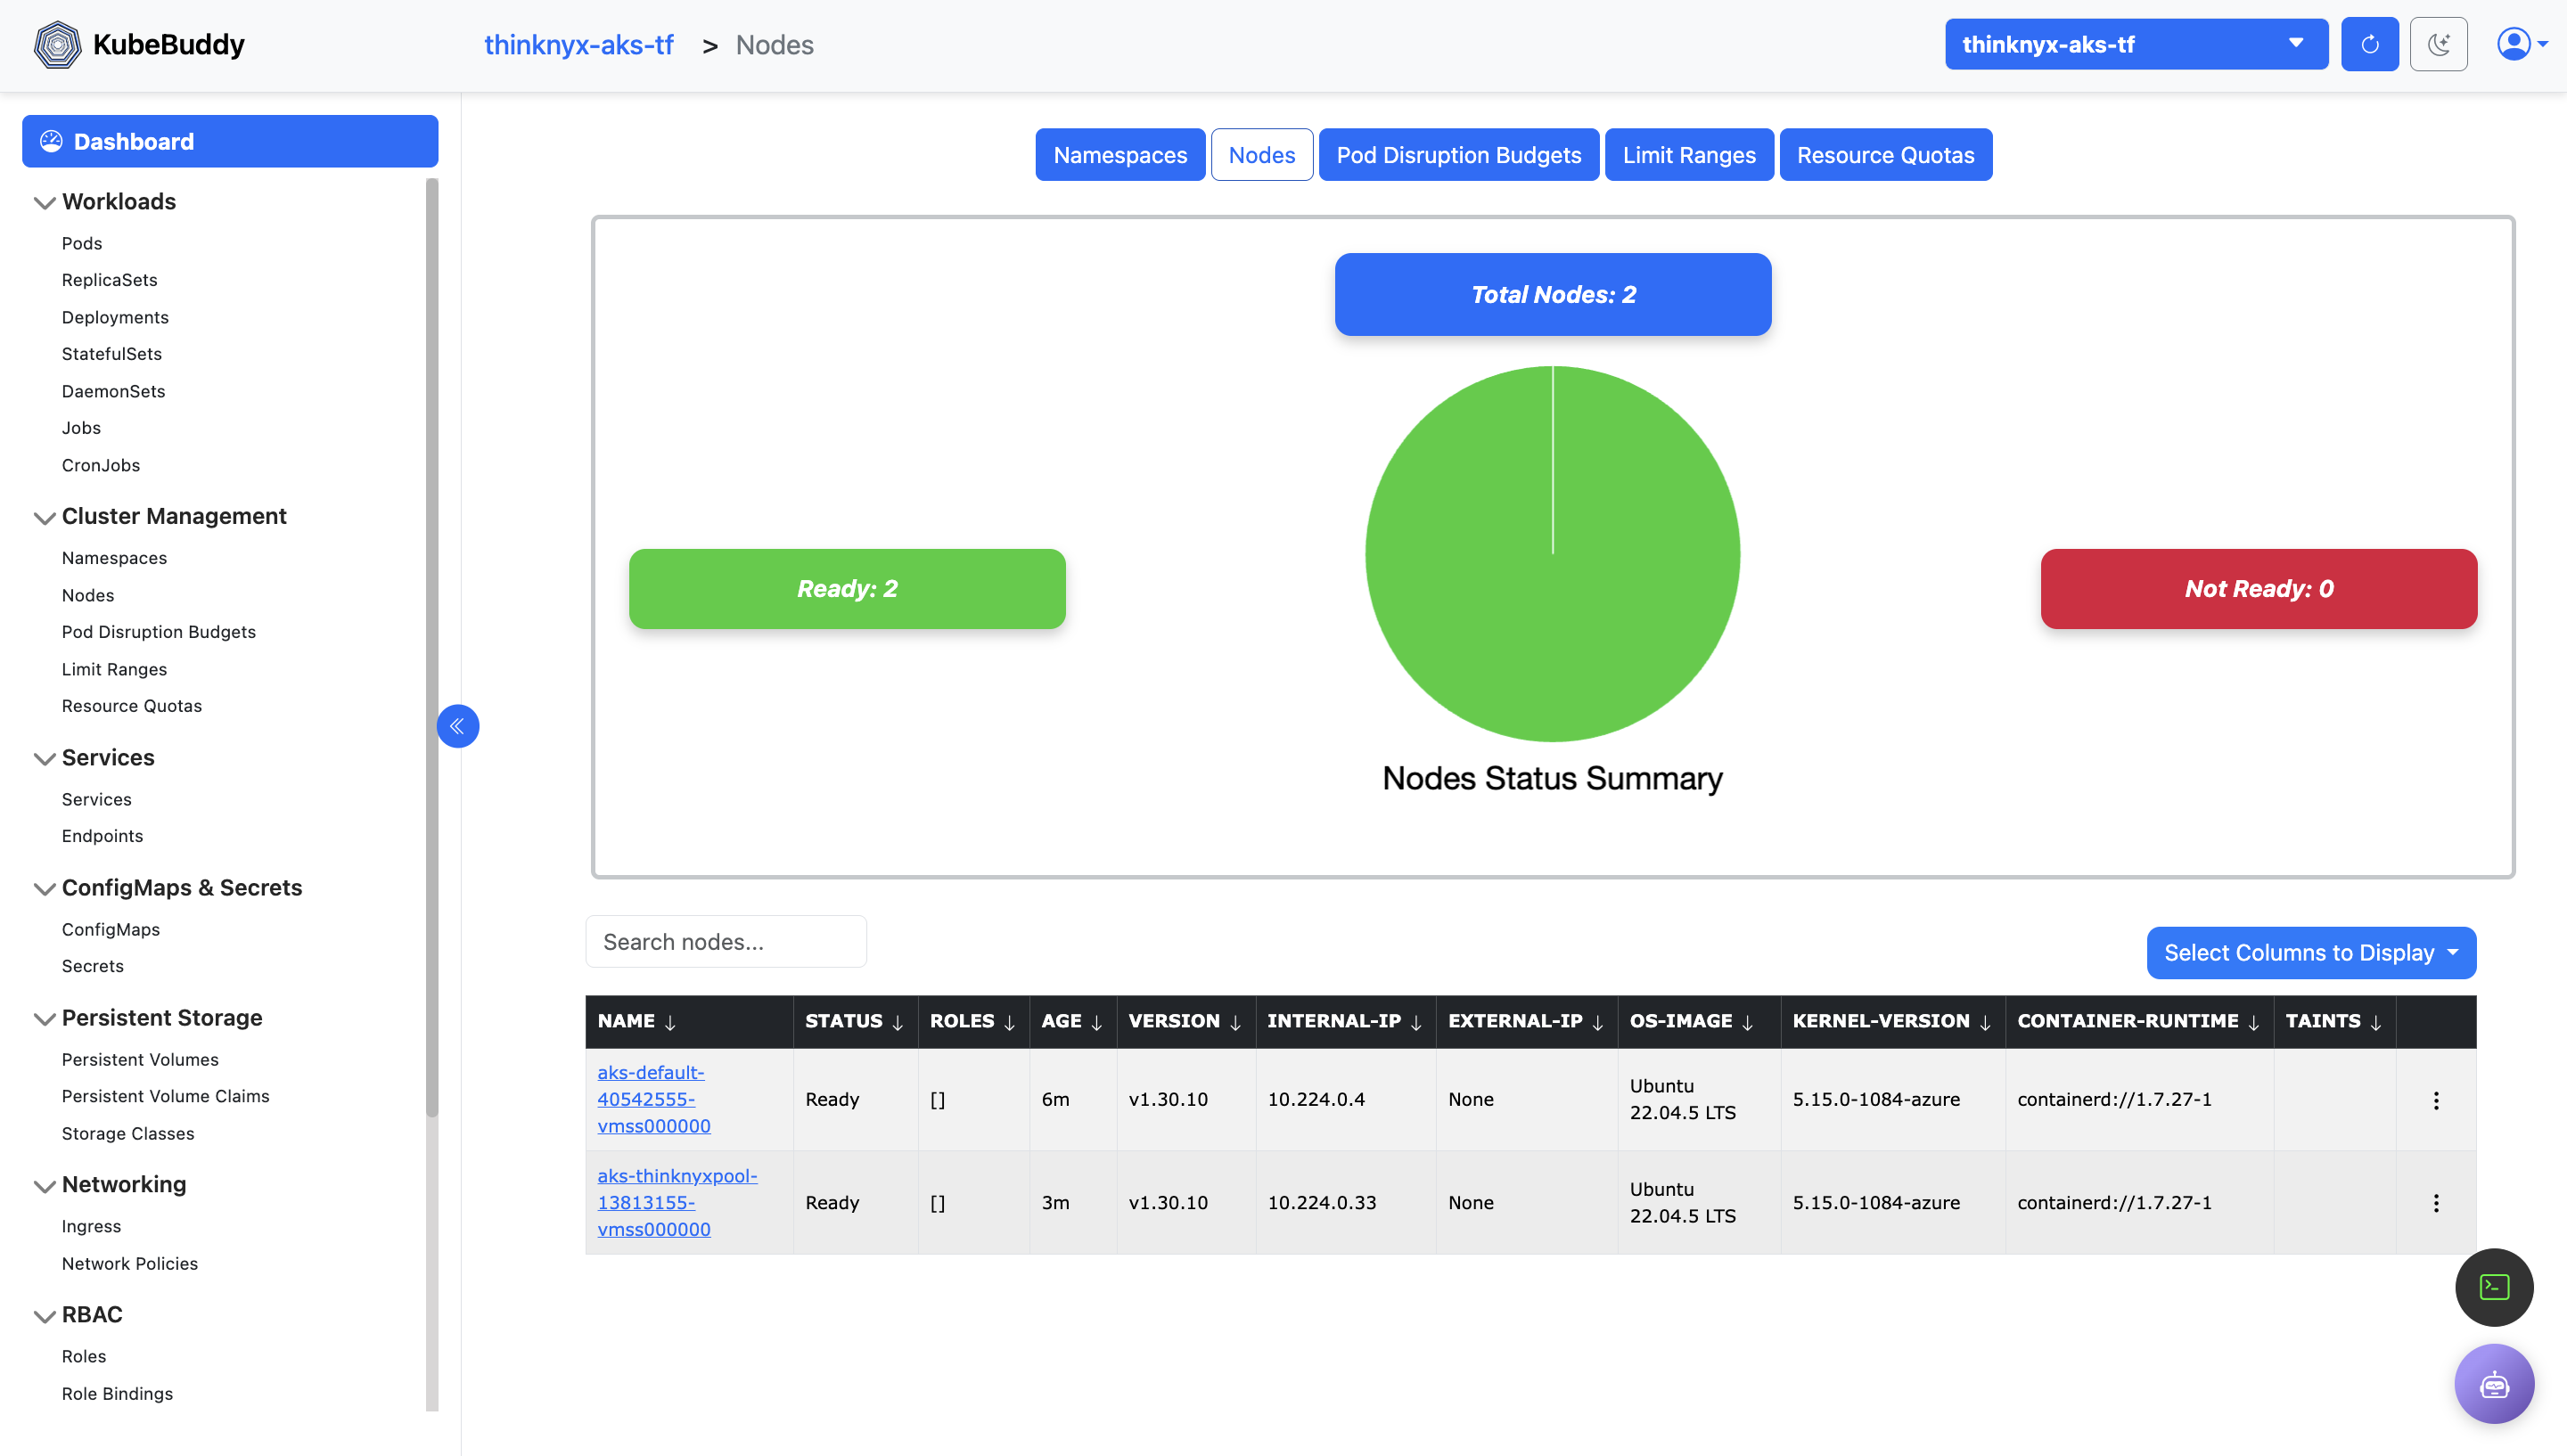 KubeBuddy
thinknyx-aks-tf > Nodes
thinknyx-aks-tf
Dashboard
Workloads
Pods
ReplicaSets
Deployments
StatefulSets
DaemonSets
Jobs
CronJobs
Cluster Management
Namespaces
Nodes
Pod Disruption Budgets
Limit Ranges
Resource Quotas
Services
Services
Endpoints
ConfigMaps & Secrets
ConfigMaps
Secrets
Persistent Storage
Persistent Volumes
Persistent Volume Claims
Storage Classes
Networking
Ingress
Network Policies
RBAC
Roles
Role Bindings
Namespaces Nodes Pod Disruption Budgets Limit Ranges Resource Quotas
Total Nodes: 2
Ready: 2
Not Ready: 0
Nodes Status Summary
Search nodes...
Select Columns to Display
NAME ↓ STATUS ↓ ROLES ↓ AGE ↓ VERSION ↓ INTERNAL-IP ↓ EXTERNAL-IP ↓ OS-IMAGE ↓ KERNEL-VERSION ↓ CONTAINER-RUNTIME ↓ TAINTS ↓
aks-default-
40542555-
vmss000000
Ready
[]
6m
v1.30.10
10.224.0.4
None
Ubuntu
22.04.5 LTS
5.15.0-1084-azure
containerd://1.7.27-1
aks-thinknyxpool-
13813155-
vmss000000
Ready
[]
3m
v1.30.10
10.224.0.33
None
Ubuntu
22.04.5 LTS
5.15.0-1084-azure
containerd://1.7.27-1